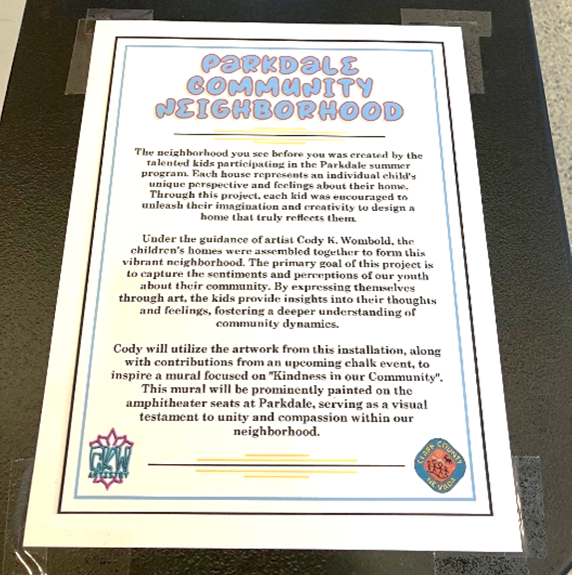 PARKDALE
COMMUNITY
NEIGHBORHOOD
The neighborhood you see before you was created by the
talented kids participating in the Parkdale summer
program. Each house represents an individual child's
unique perspective and feelings about their home.
Through this project, each kid was encouraged to
unleash their imagination and creativity to design a
home that truly reflects them.
Under the guidance of artist Cody K. Wombold, the
children's homes were assembled together to form this
vibrant neighborhood. The primary goal of this project is
to capture the sentiments and perceptions of our youth
about their community. By expressing themselves
through art, the kids provide insights into their thoughts
and feelings, fostering a deeper understanding of
community dynamics.
Cody will utilize the artwork from this installation, along
with contributions from an upcoming chalk event, to
inspire a mural focused on "Kindness in our Community".
This mural will be prominently painted on the
amphitheater seats at Parkdale, serving as a visual
testament to unity and compassion within our
neighborhood.
CKW
ARTISTRY
CLARK COUNTY
NEVADA